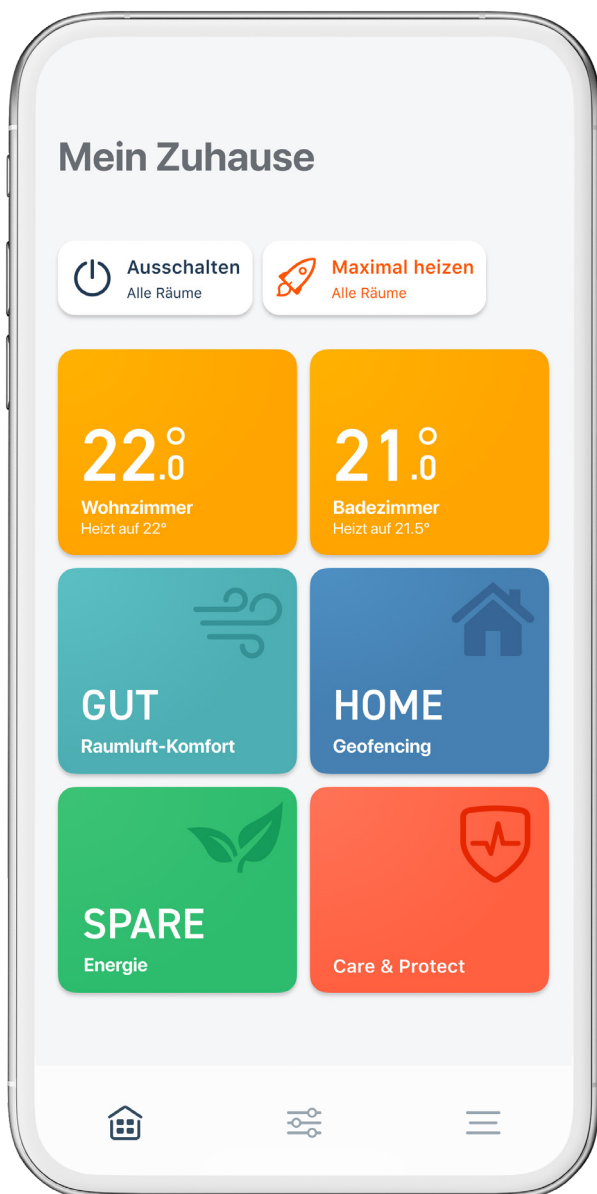 Mein Zuhause
Ausschalten
Alle Räume
Maximal heizen
Alle Räume
22.0°
Wohnzimmer
Heizt auf 22°
21.0°
Badezimmer
Heizt auf 21.5°
GUT
Raumluft-Komfort
HOME
Geofencing
SPARE
Energie
Care & Protect